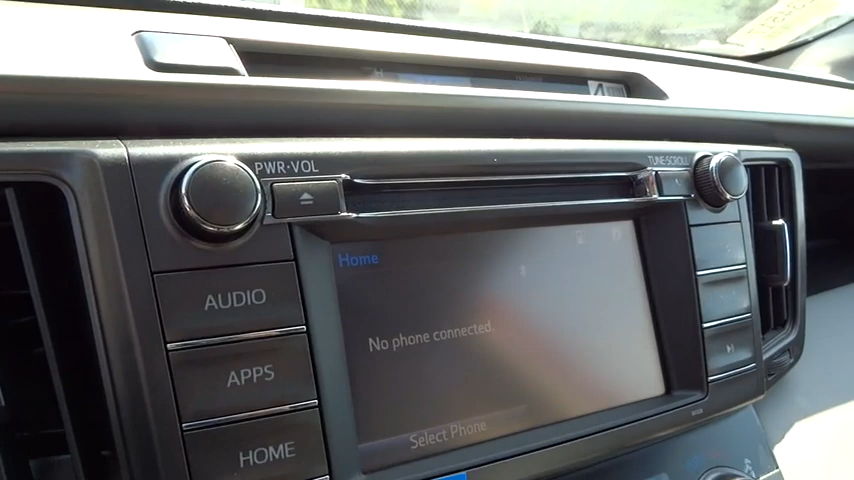 PWR·VOL
TUNE·SCROLL
Home
AUDIO
No phone connected.
APPS
Select Phone
HOME